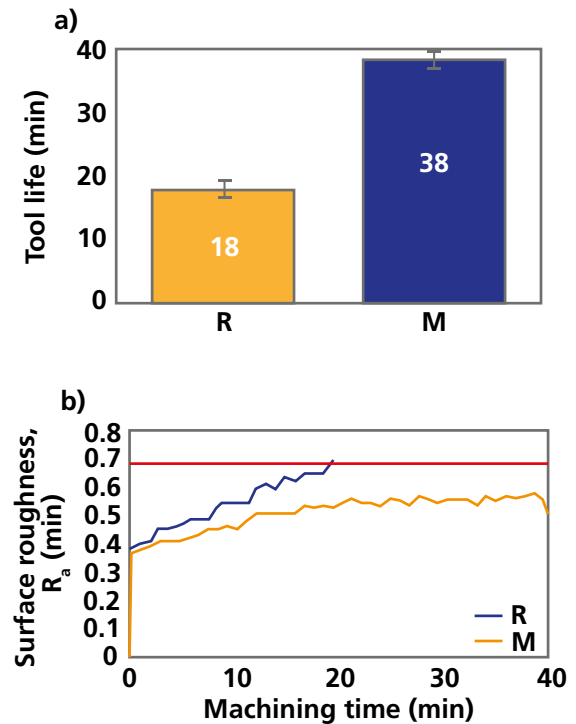 a)
Tool life (min)
40
30
20
10
0
18
38
R
M
b)
Surface roughness,
Rₐ (min)
0.8
0.7
0.6
0.5
0.4
0.3
0.2
0.1
0
R
M
0
10
20
30
40
Machining time (min)